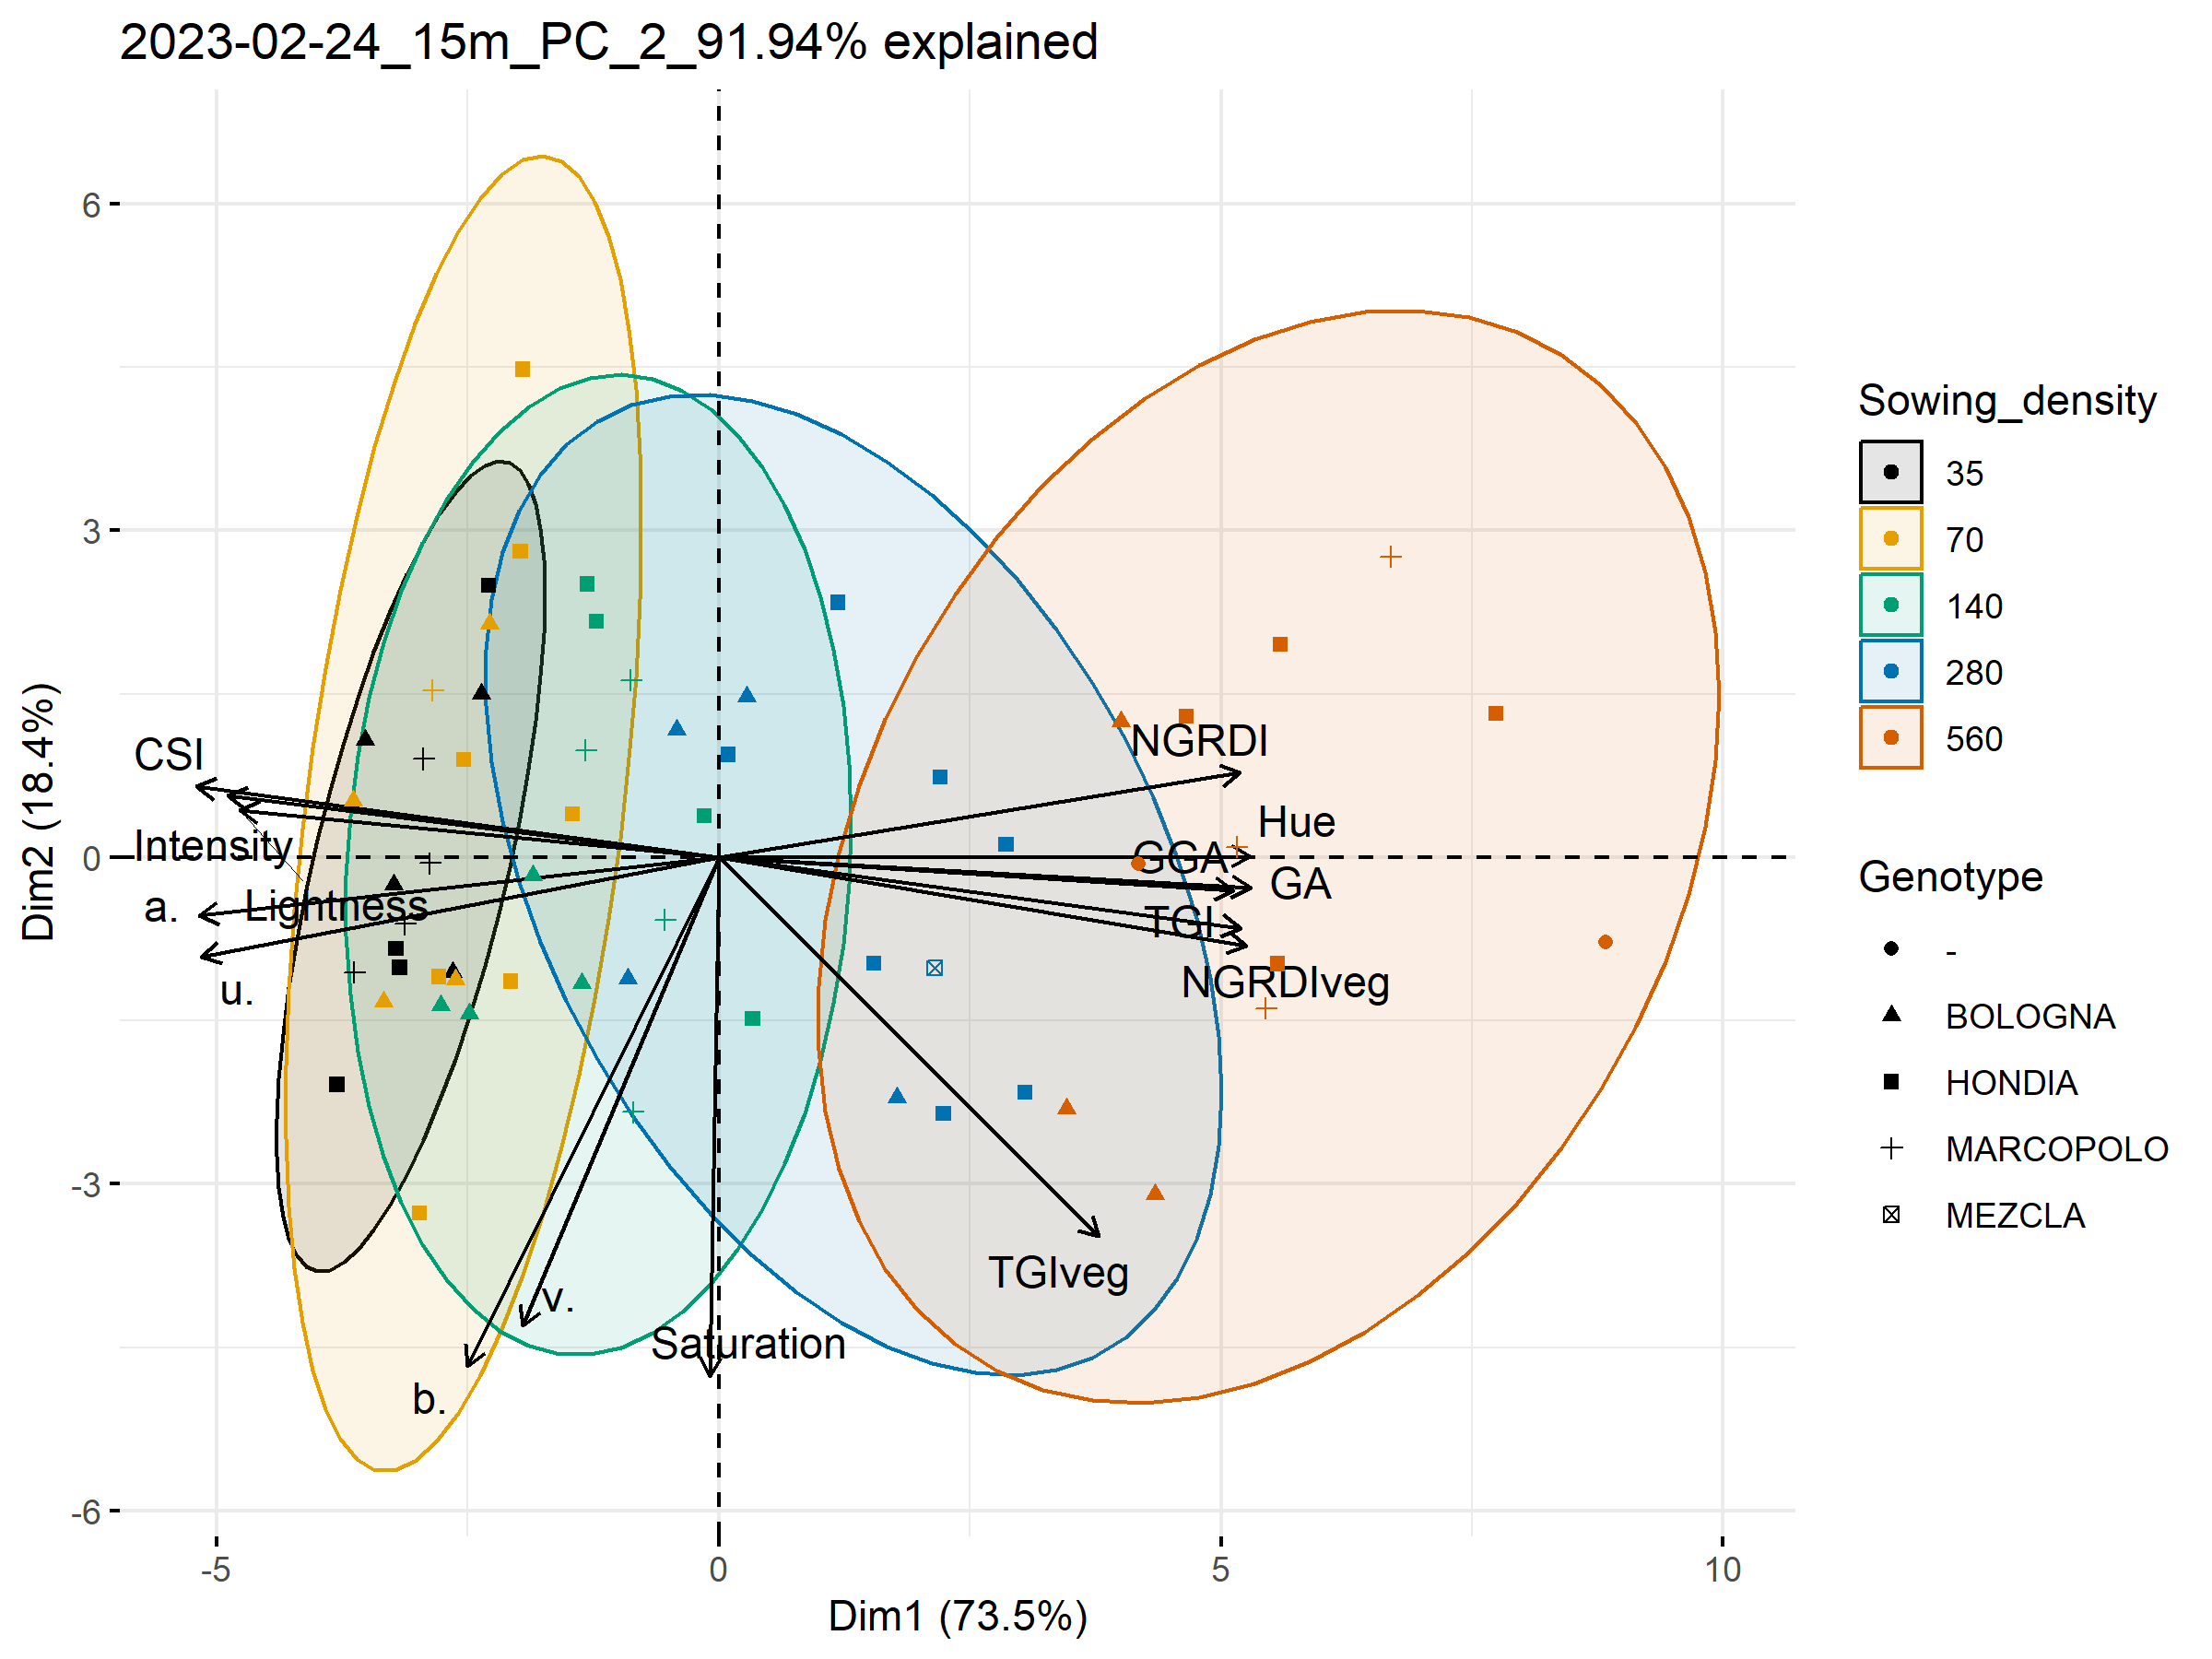 2023-02-24_15m_PC_2_91.94% explained
Dim2 (18.4%)
6
3
0
-3
-6
CSI
Intensity
Lightness
a.
u.
v.
b.
Saturation
TGIveg
NGRDI
Hue
GGA
GA
TGI
NGRDIveg
-5
0
5
10
Dim1 (73.5%)
Sowing_density
35
70
140
280
560
Genotype
-
BOLOGNA
HONDIA
MARCOPOLO
MEZCLA